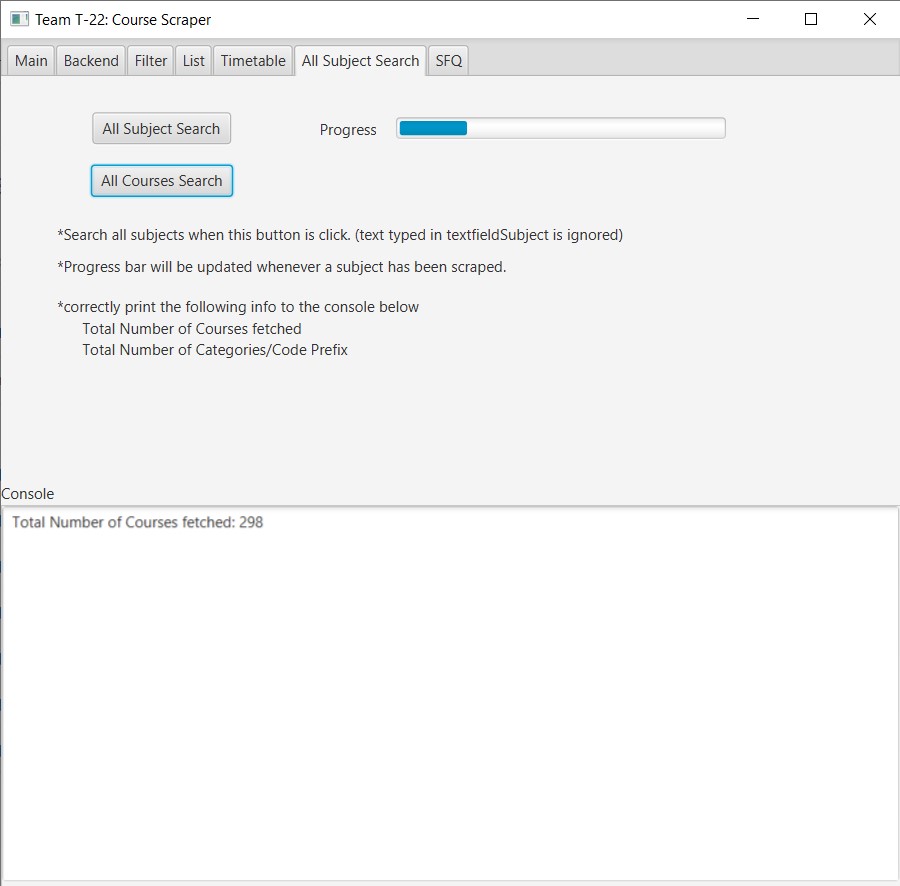 Team T-22: Course Scraper
Main Backend Filter List Timetable All Subject Search SFQ
All Subject Search Progress
All Courses Search
*Search all subjects when this button is click. (text typed in textfieldSubject is ignored)
*Progress bar will be updated whenever a subject has been scraped.
*correctly print the following info to the console below
Total Number of Courses fetched
Total Number of Categories/Code Prefix
Console
Total Number of Courses fetched: 298